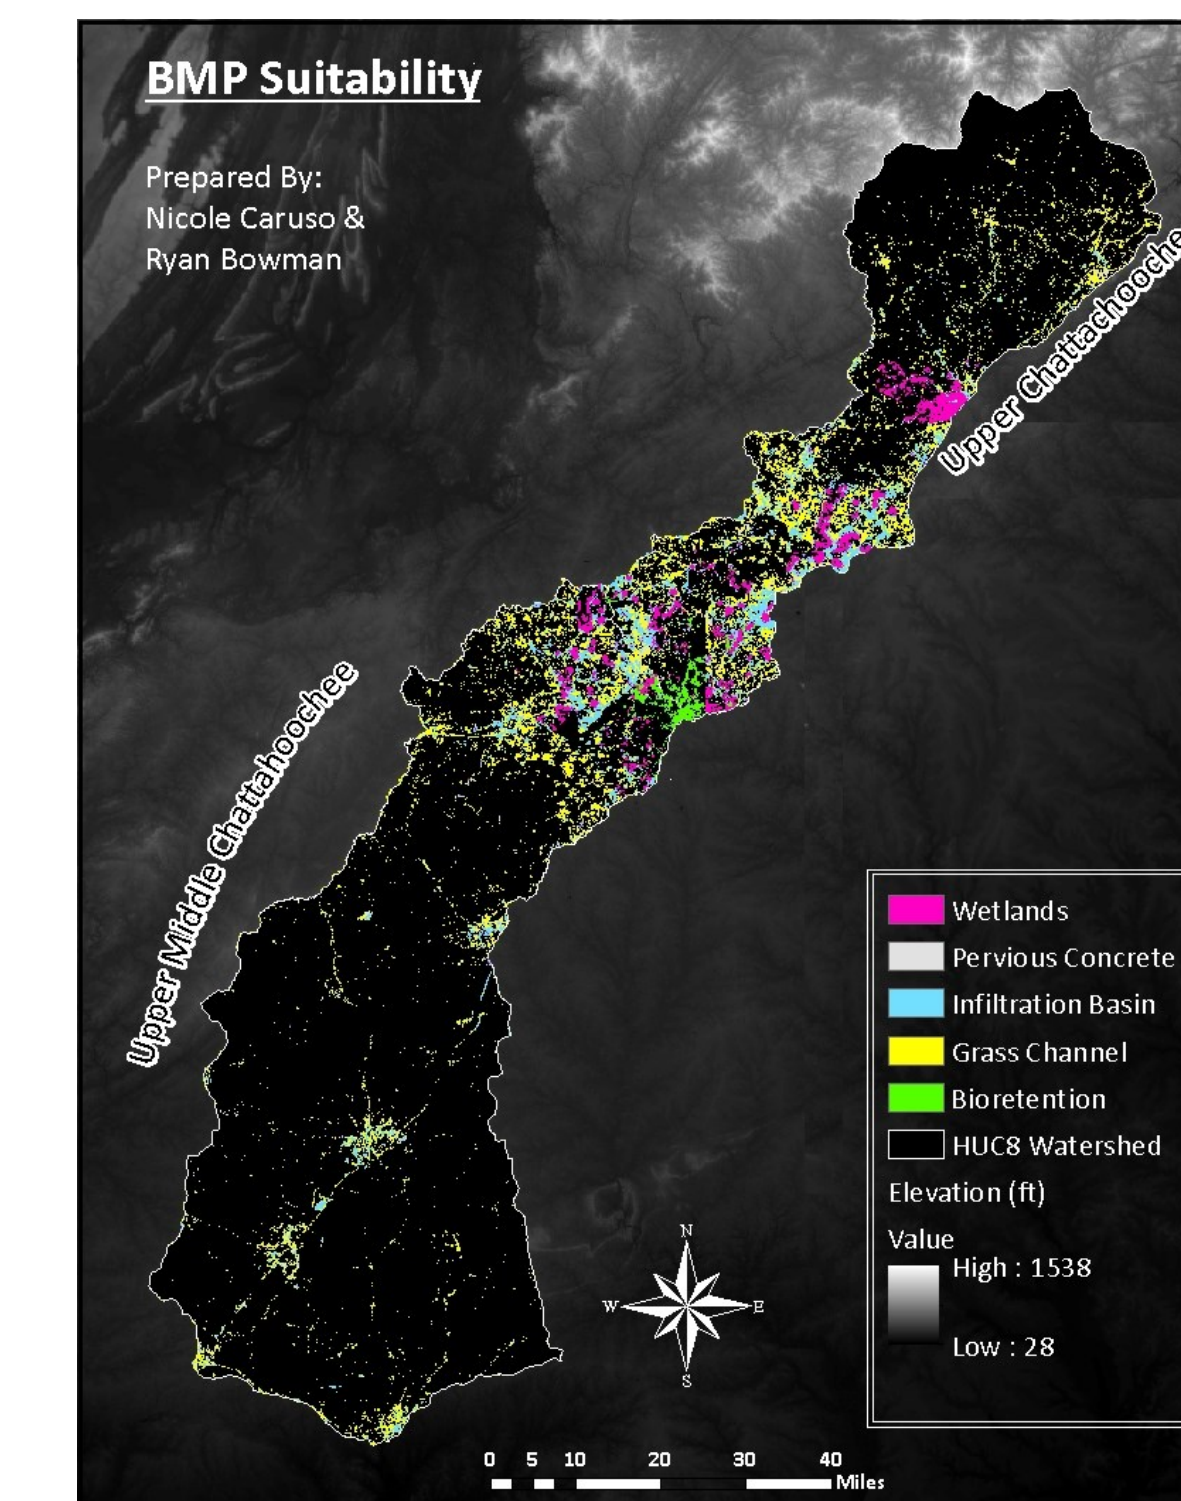 BMP Suitability
Prepared By:
Nicole Caruso &
Ryan Bowman
Upper Chattachooche
Upper Middle Chattahoochee
Wetlands
Pervious Concrete
Infiltration Basin
Grass Channel
Bioretention
HUC8 Watershed
Elevation (ft)
Value
High : 1538
Low : 28
N
W E
S
0 5 10 20 30 40
Miles